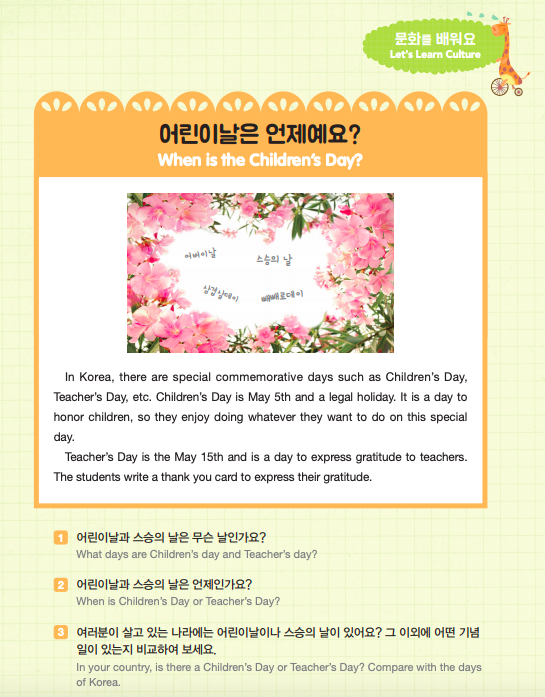 문화를 배워요
Let's Learn Culture
어린이날은 언제예요?
When is the Children's Day?
어버이날
스승의 날
삼겹살데이
빼빼로데이
In Korea, there are special commemorative days such as Children's Day,
Teacher's Day, etc. Children's Day is May 5th and a legal holiday. It is a day to
honor children, so they enjoy doing whatever they want to do on this special
day.
Teacher's Day is the May 15th and is a day to express gratitude to teachers.
The students write a thank you card to express their gratitude.
1 어린이날과 스승의 날은 무슨 날인가요?
What days are Children's day and Teacher's day?
2 어린이날과 스승의 날은 언제인가요?
When is Children's Day or Teacher's Day?
3 여러분이 살고 있는 나라에는 어린이날이나 스승의 날이 있어요? 그 이외에 어떤 기념
일이 있는지 비교하여 보세요.
In your country, is there a Children's Day or Teacher's Day? Compare with the days
of Korea.